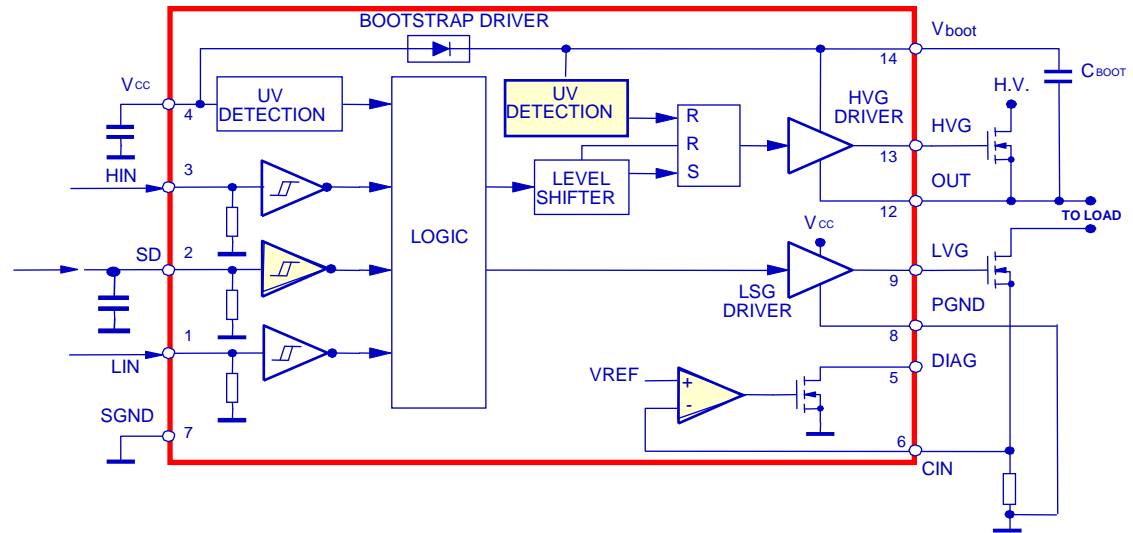 BOOTSTRAP DRIVER
Vboot
14
CBOOT
VCC
4
UV
DETECTION
UV
DETECTION
HVG
DRIVER
H.V.
HVG
13
R
R
S
3
HIN
LEVEL
SHIFTER
OUT
12
TO LOAD
LOGIC
VCC
SD
2
LVG
9
LSG
DRIVER
PGND
8
1
LIN
VREF
+
-
DIAG
5
SGND
7
6
CIN